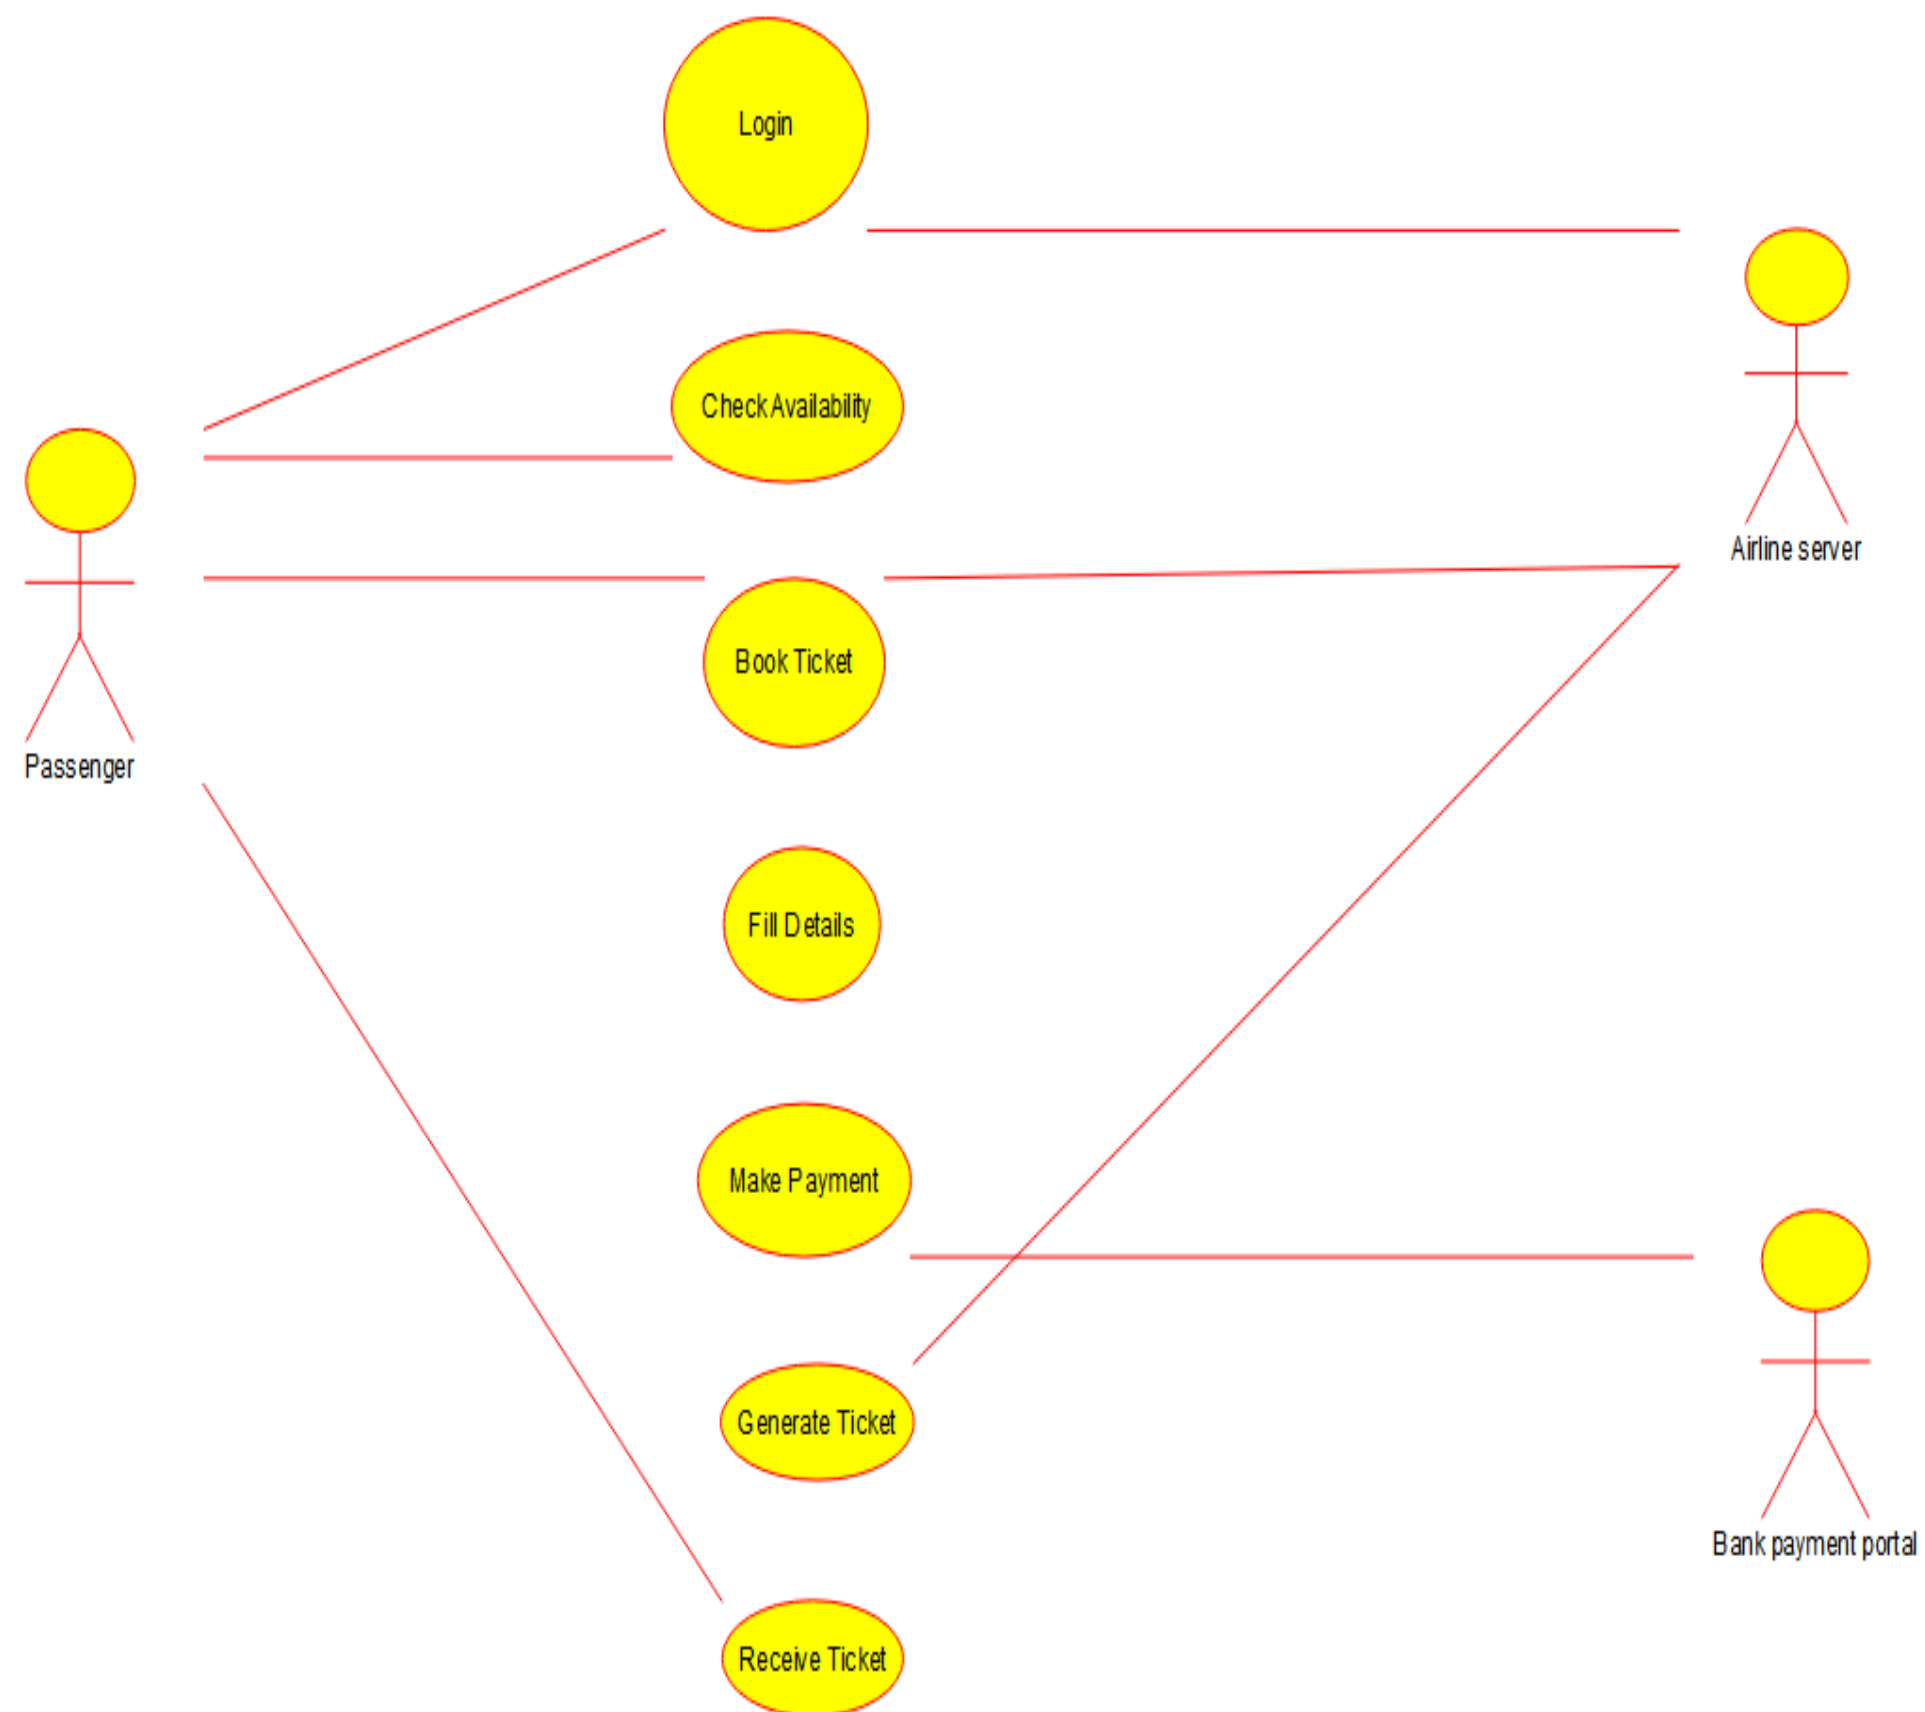 Login
Check Availability
Airline server
Book Ticket
Passenger
Fill Details
Make Payment
Generate Ticket
Bank payment portal
Receive Ticket